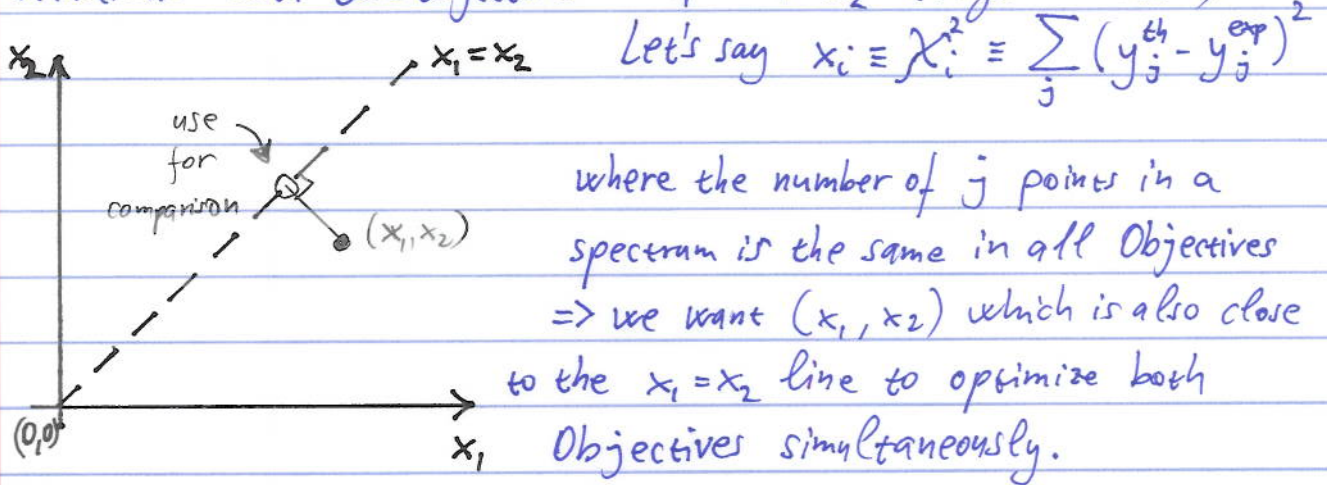 x₂
x₁ = x₂
Let's say xᵢ ≡ χᵢ² ≡ ∑ⱼ (yⱼᵗʰ - yⱼᵉˣᵖ)²
use
for
comparison
(x₁, x₂)
where the number of j points in a
spectrum is the same in all Objectives
=> we want (x₁, x₂) which is also close
to the x₁ = x₂ line to optimize both
Objectives simultaneously.
(0,0)
x₁